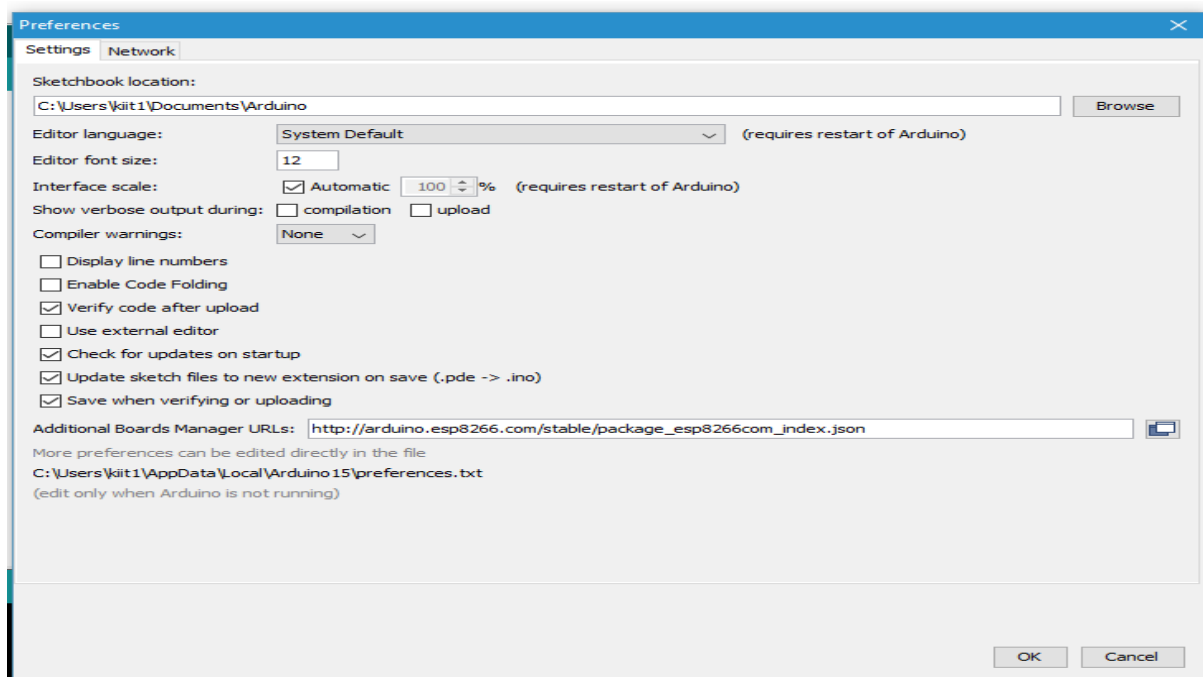 Preferences
Settings Network
Sketchbook location:
C:\Users\kiit1\Documents\Arduino Browse
Editor language: System Default (requires restart of Arduino)
Editor font size: 12
Interface scale: Automatic 100 % (requires restart of Arduino)
Show verbose output during: compilation upload
Compiler warnings: None
Display line numbers
Enable Code Folding
Verify code after upload
Use external editor
Check for updates on startup
Update sketch files to new extension on save (.pde -> .ino)
Save when verifying or uploading
Additional Boards Manager URLs: http://arduino.esp8266.com/stable/package_esp8266com_index.json
More preferences can be edited directly in the file
C:\Users\kiit1\AppData\Local\Arduino15\preferences.txt
(edit only when Arduino is not running)
OK Cancel